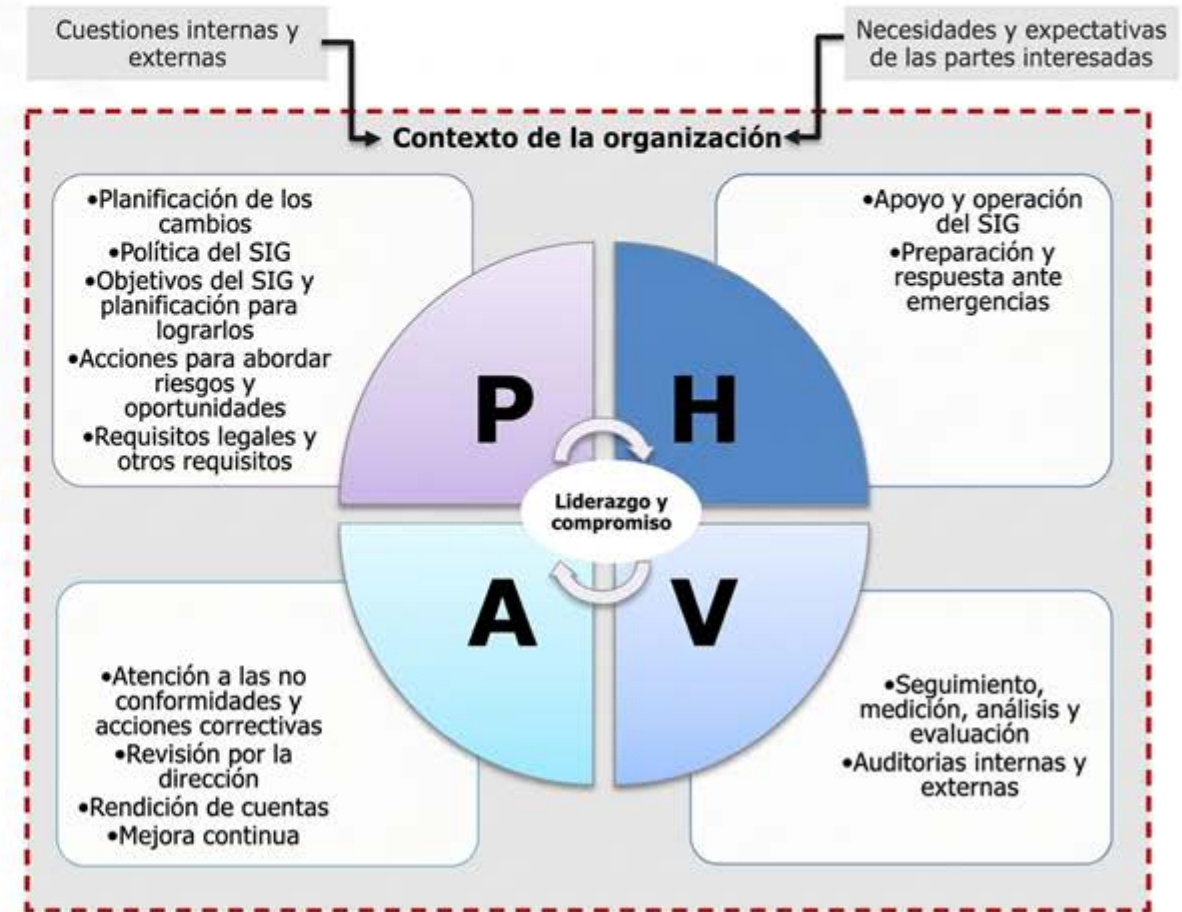 Cuestiones internas y
externas
Necesidades y expectativas
de las partes interesadas
Contexto de la organización
•Planificación de los
cambios
•Política del SIG
•Objetivos del SIG y
planificación para
lograrlos
•Acciones para abordar
riesgos y
oportunidades
•Requisitos legales y
otros requisitos
•Apoyo y operación
del SIG
•Preparación y
respuesta ante
emergencias
P
H
Liderazgo y
compromiso
A
V
•Atención a las no
conformidades y
acciones correctivas
•Revisión por la
dirección
•Rendición de cuentas
•Mejora continua
•Seguimiento,
medición, análisis y
evaluación
•Auditorias internas y
externas